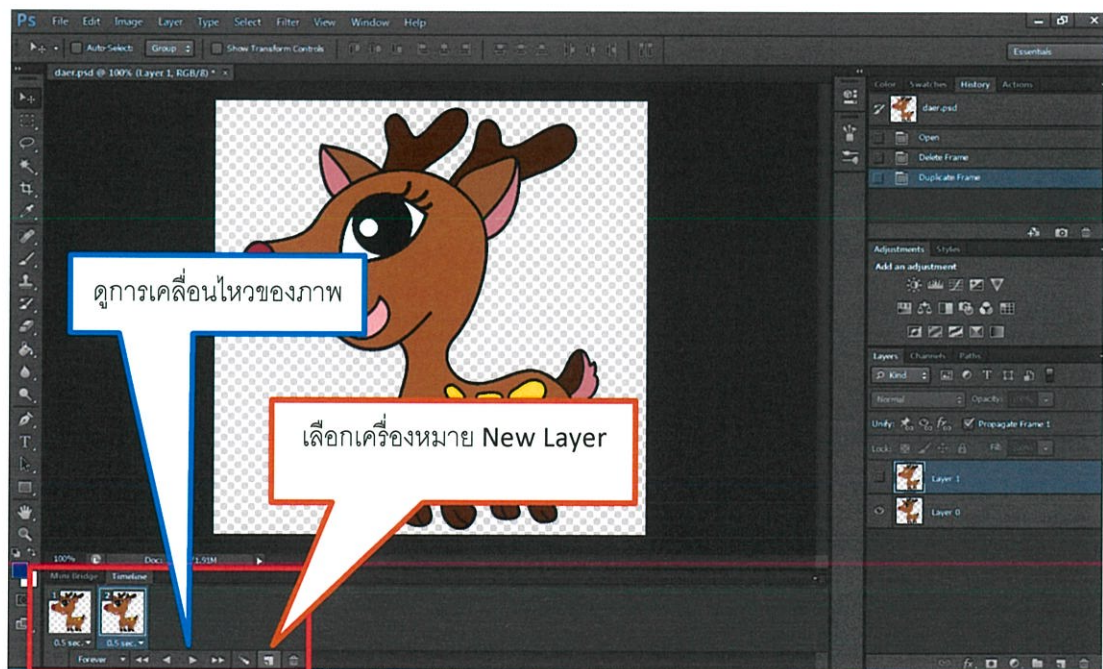 Ps File Edit Image Layer Type Select Filter View Window Help
Auto-Select: Group Show Transform Controls Essentials
daer.psd @ 100% (Layer 1, RGB/8) * ×
Color Swatches History Actions
daer.psd
Open
Delete Frame
Duplicate Frame
Adjustments Styles
Add an adjustment
ดูการเคลื่อนไหวของภาพ
Layers Channels Paths
Kind
Normal Opacity:
Unify: Propagate Frame 1
Lock: Fill:
เลือกเครื่องหมาย New Layer
Layer 1
Layer 0
100% Doc:
Mini Bridge Timeline
1 2
0.5 sec. 0.5 sec.
Forever